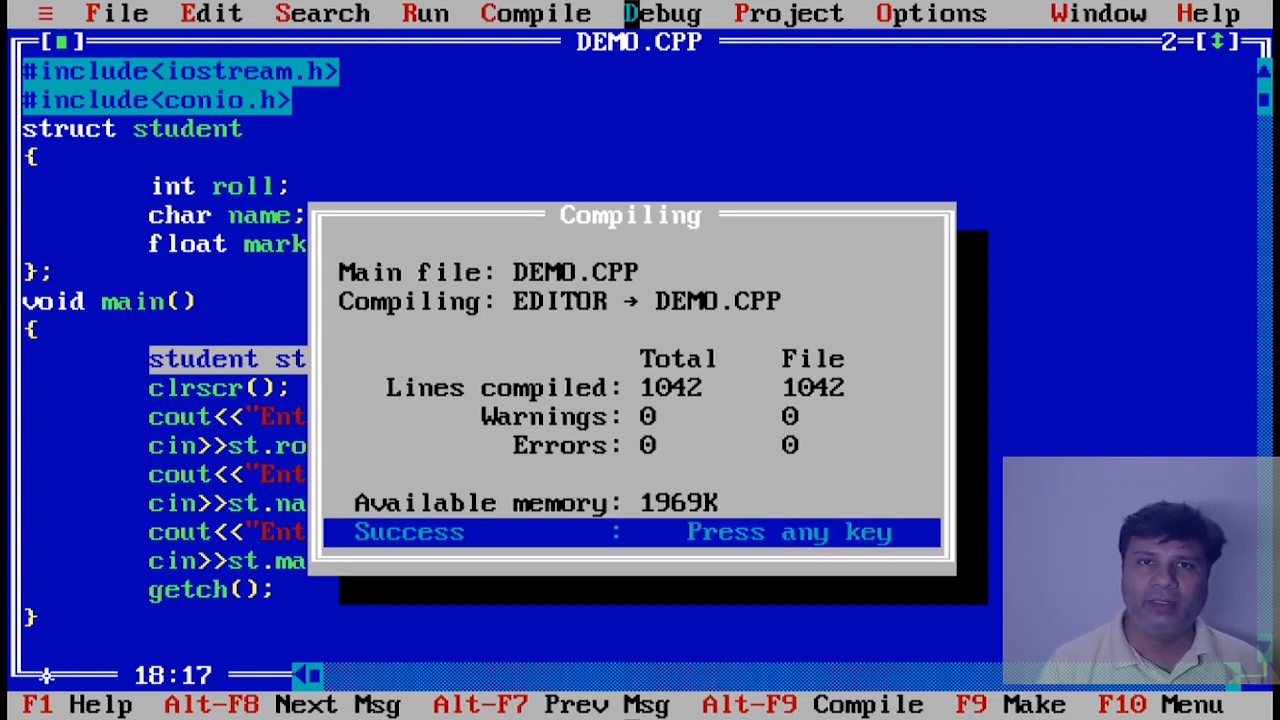 ≡ File Edit Search Run Compile Debug Project Options Window Help
DEMO.CPP 2
#include<iostream.h>
#include<conio.h>
struct student
{
int roll;
char name;
float mark
};
void main()
{
student st
clrscr();
cout<<"Ent
cin>>st.ro
cout<<"Ent
cin>>st.na
cout<<"Ent
cin>>st.ma
getch();
}
Compiling
Main file: DEMO.CPP
Compiling: EDITOR → DEMO.CPP
Total File
Lines compiled: 1042 1042
Warnings: 0 0
Errors: 0 0
Available memory: 1969K
Success : Press any key
18:17
F1 Help Alt-F8 Next Msg Alt-F7 Prev Msg Alt-F9 Compile F9 Make F10 Menu